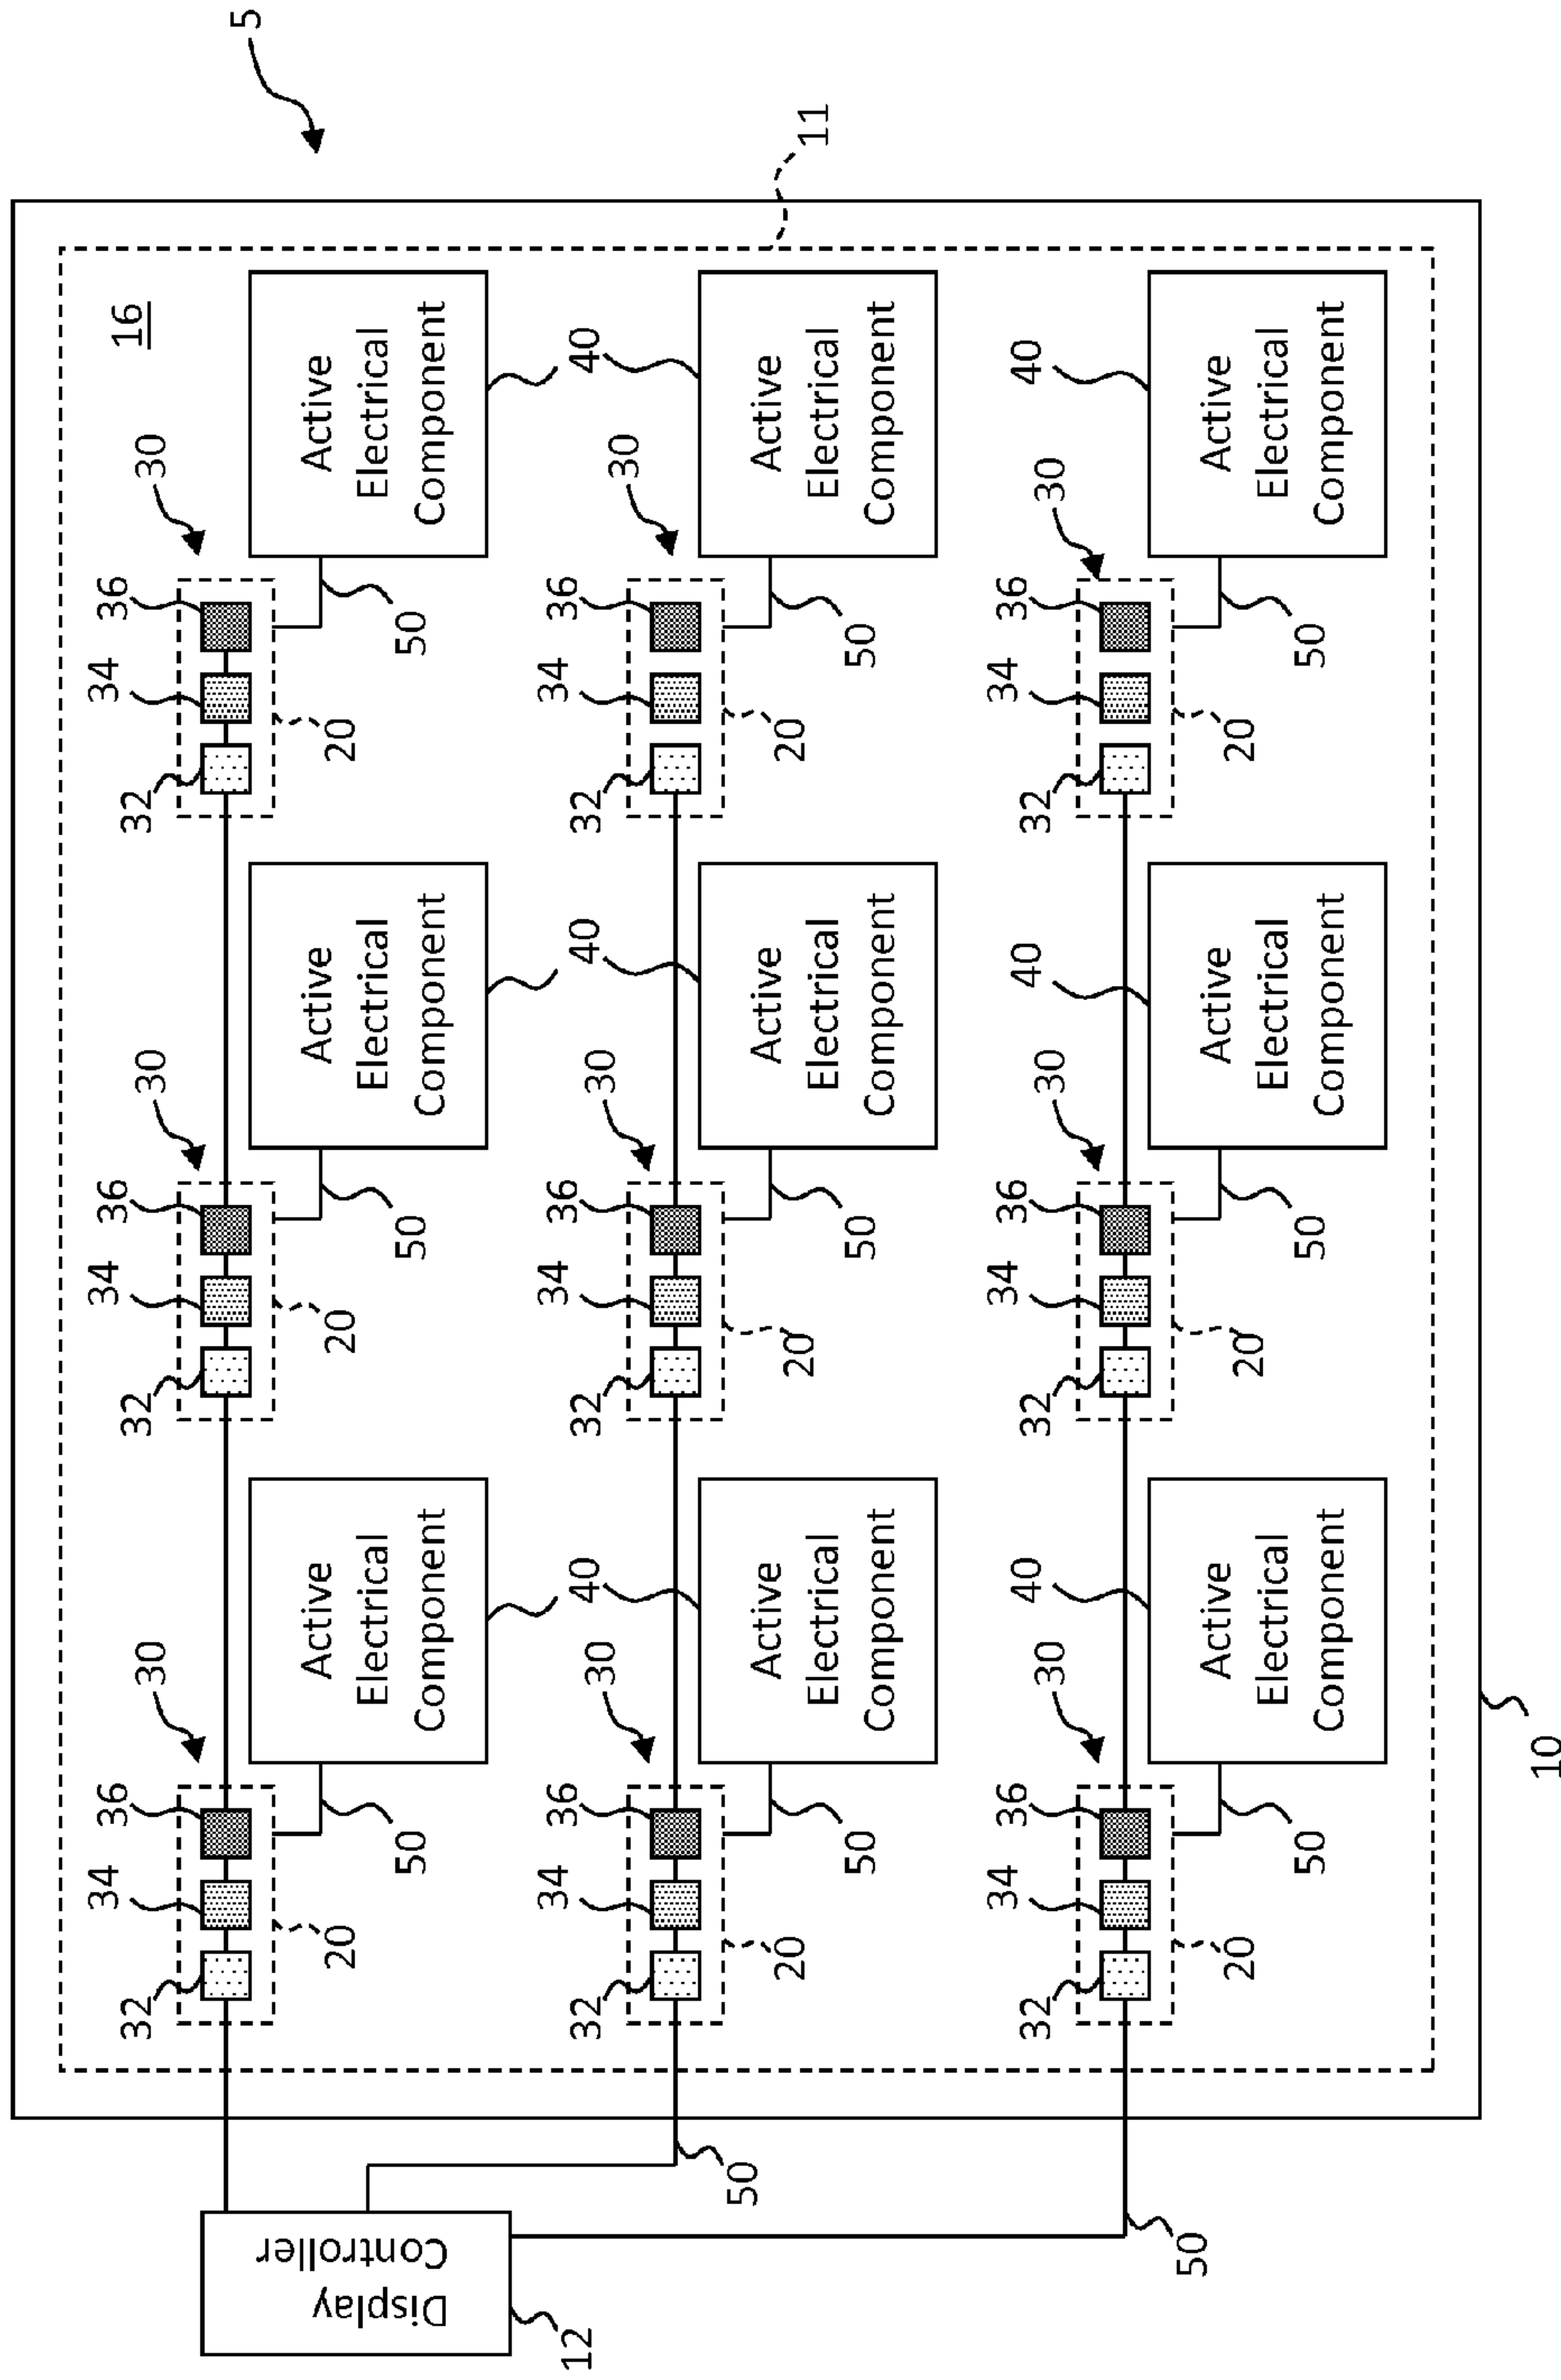 5
16
32 34 36 30
32 34 36 30
32 34 36 30
Display
Controller
12
Active
Electrical
Component
Active
Electrical
Component
Active
Electrical
Component
20 50
20 50
20 50
40
40
40
11
32 34 36 30
32 34 36 30
32 34 36 30
50
Active
Electrical
Component
Active
Electrical
Component
Active
Electrical
Component
20 50
20 50
20 50
40
40
40
32 34 36 30
32 34 36 30
32 34 36 30
50
Active
Electrical
Component
Active
Electrical
Component
Active
Electrical
Component
20 50
20 50
20 50
10